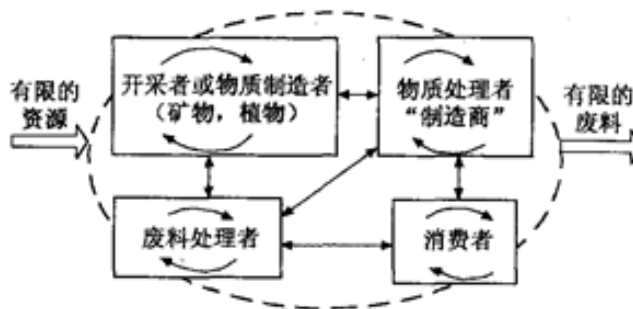 有限的
资源
开采者或物质制造者
（矿物，植物）
物质处理者
“制造商”
有限的
废料
废料处理者
消费者